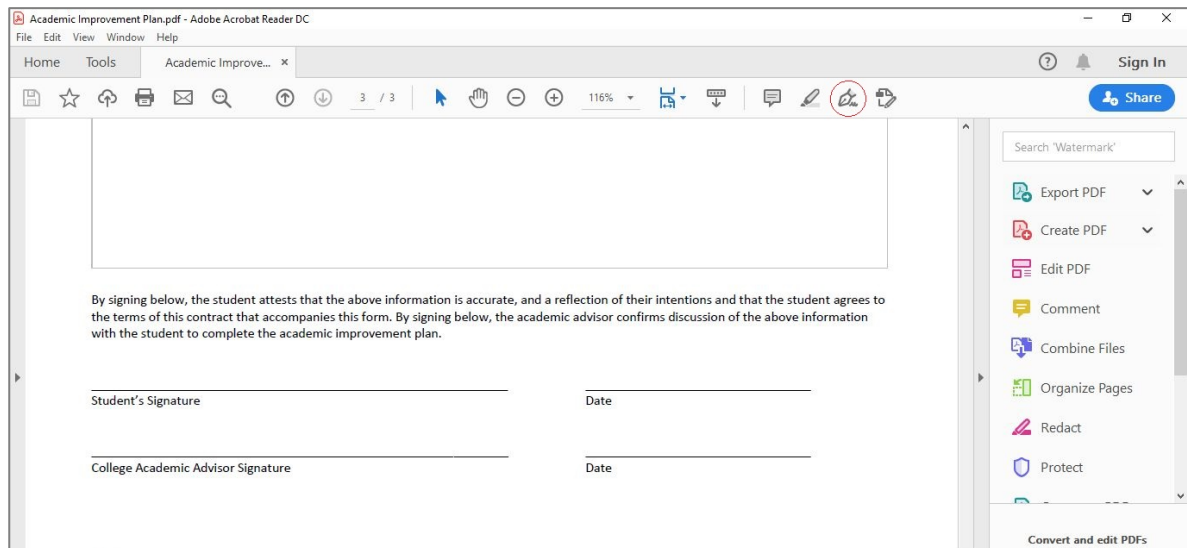 Academic Improvement Plan.pdf - Adobe Acrobat Reader DC
File Edit View Window Help
Home Tools Academic Improve... ×
Sign In
3 / 3
116%
Share
Search 'Watermark'
Export PDF
Create PDF
Edit PDF
Comment
Combine Files
Organize Pages
Redact
Protect
Convert and edit PDFs
By signing below, the student attests that the above information is accurate, and a reflection of their intentions and that the student agrees to
the terms of this contract that accompanies this form. By signing below, the academic advisor confirms discussion of the above information
with the student to complete the academic improvement plan.
Student’s Signature Date
College Academic Advisor Signature Date